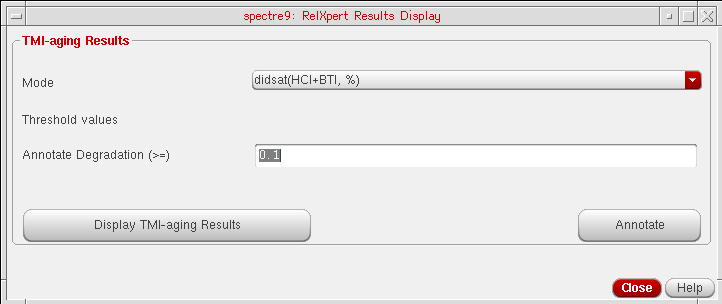 spectre9: RelXpert Results Display
TMI-aging Results
Mode
didsat(HCI+BTI, %)
Threshold values
Annotate Degradation (>=)
0.1
Display TMI-aging Results
Annotate
Close
Help